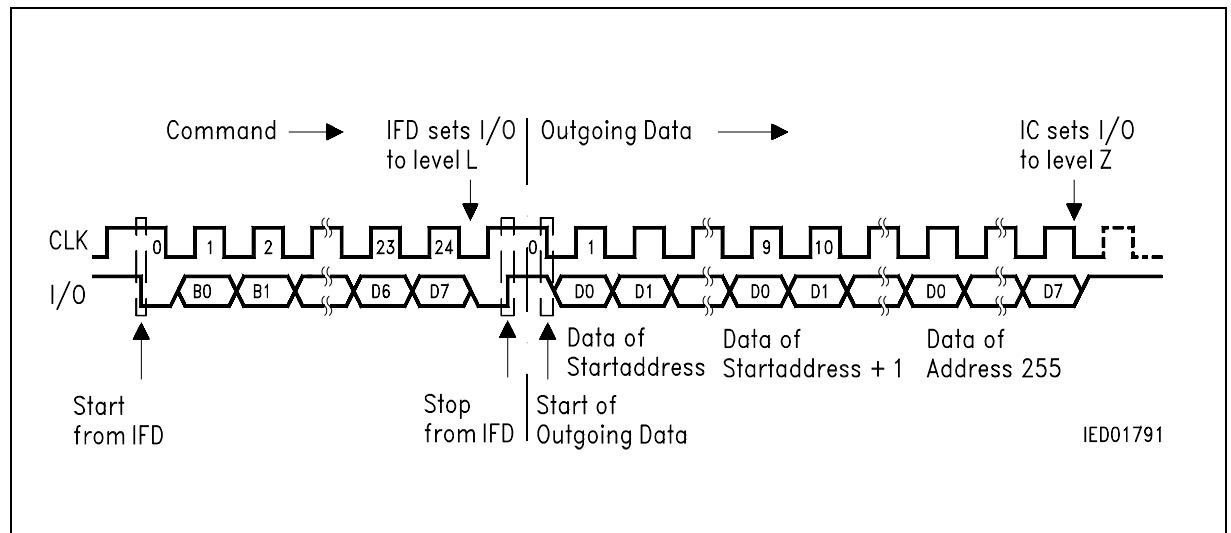 Command
IFD sets I/O
to level L
Outgoing Data
IC sets I/O
to level Z
CLK 0 1 2 23 24 0 1 9 10
I/O B0 B1 D6 D7 D0 D1 D0 D1 D0 D7
Data of
Startaddress
Data of
Startaddress + 1
Data of
Address 255
Start
from IFD
Stop
from IFD
Start of
Outgoing Data
IED01791